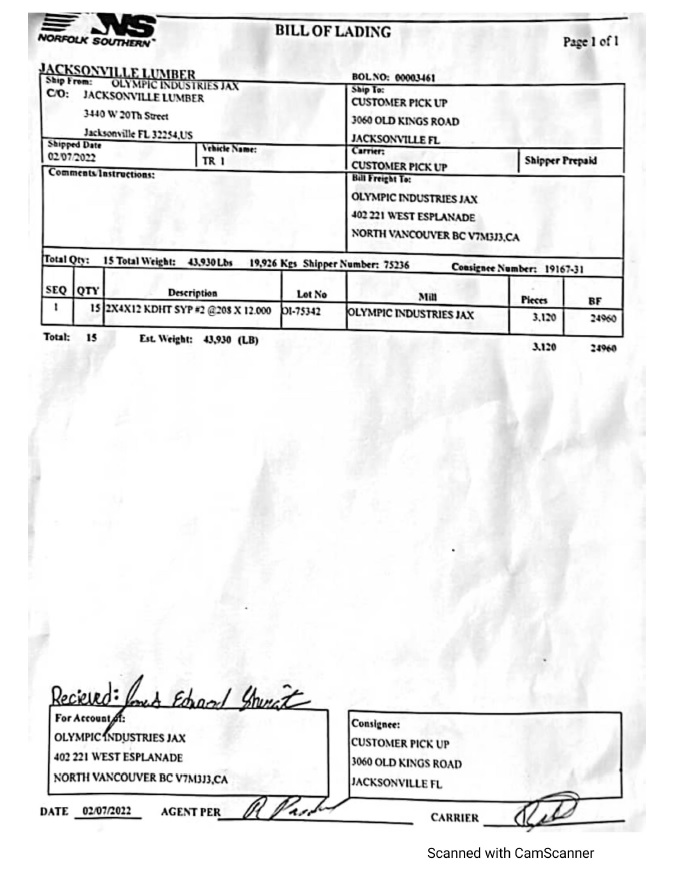 NS
NORFOLK SOUTHERN
BILL OF LADING
Page 1 of 1
JACKSONVILLE LUMBER
BOL NO: 00003461
Ship From: OLYMPIC INDUSTRIES JAX
C/O: JACKSONVILLE LUMBER
3440 W 20Th Street
Jacksonville FL 32254,US
Ship To:
CUSTOMER PICK UP
3060 OLD KINGS ROAD
JACKSONVILLE FL
Shipped Date
02/07/2022
Vehicle Name:
TR 1
Carrier:
CUSTOMER PICK UP
Shipper Prepaid
Comments/Instructions:
Bill Freight To:
OLYMPIC INDUSTRIES JAX
402 221 WEST ESPLANADE
NORTH VANCOUVER BC V7M3J3,CA
Total Qty: 15 Total Weight: 43,930 Lbs 19,926 Kgs Shipper Number: 75236 Consignee Number: 19167-31
SEQ QTY Description Lot No Mill Pieces BF
1 15 2X4X12 KDHT SYP #2 @208 X 12.000 DI-75342 OLYMPIC INDUSTRIES JAX 3,120 24960
Total: 15 Est. Weight: 43,930 (LB) 3,120 24960
Recieved: Edward
For Account of:
OLYMPIC INDUSTRIES JAX
402 221 WEST ESPLANADE
NORTH VANCOUVER BC V7M3J3,CA
Consignee:
CUSTOMER PICK UP
3060 OLD KINGS ROAD
JACKSONVILLE FL
DATE 02/07/2022 AGENT PER
CARRIER
Scanned with CamScanner